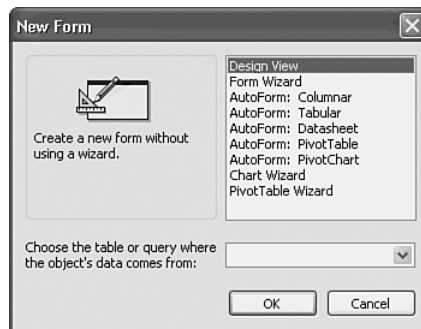 New Form
Create a new form without
using a wizard.
Design View
Form Wizard
AutoForm: Columnar
AutoForm: Tabular
AutoForm: Datasheet
AutoForm: PivotTable
AutoForm: PivotChart
Chart Wizard
PivotTable Wizard
Choose the table or query where
the object's data comes from:
OK
Cancel